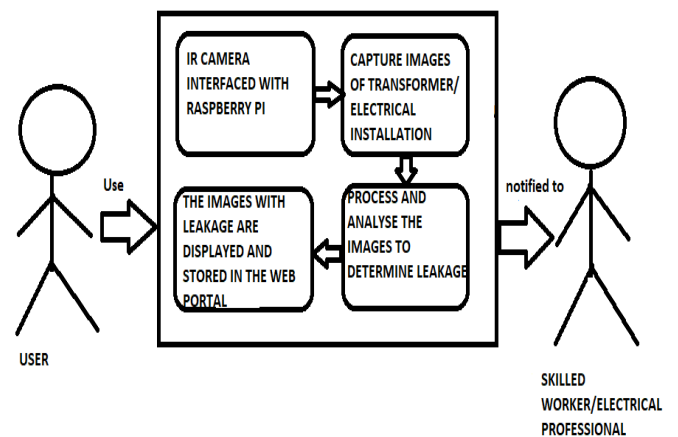 IR CAMERA
INTERFACED WITH
RASPBERRY PI
CAPTURE IMAGES
OF TRANSFORMER/
ELECTRICAL
INSTALLATION
Use
THE IMAGES WITH
LEAKAGE ARE
DISPLAYED AND
STORED IN THE WEB
PORTAL
PROCESS AND
ANALYSE THE
IMAGES TO
DETERMINE LEAKAGE
notified to
USER
SKILLED
WORKER/ELECTRICAL
PROFESSIONAL